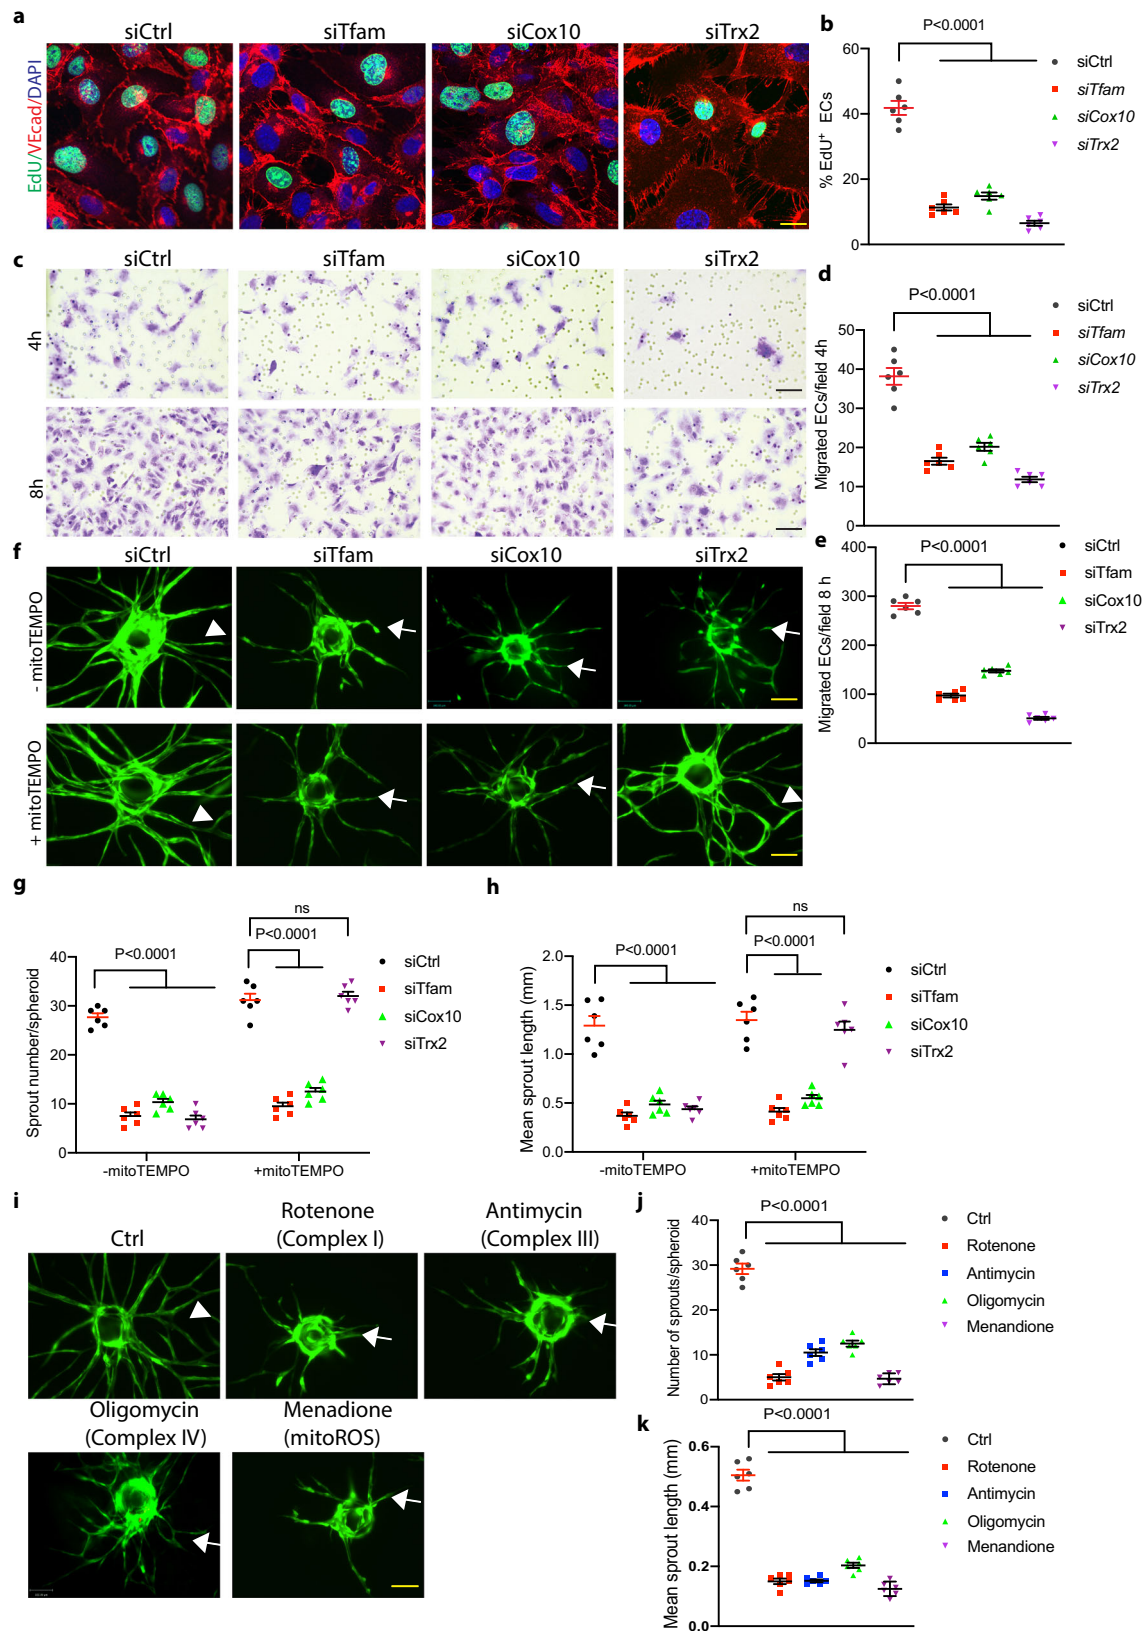 a
siCtrl siTfam siCox10 siTrx2
EdU/VEcad/DAPI
b
P<0.0001
60
40
20
0
% EdU+ ECs
siCtrl
siTfam
siCox10
siTrx2
c
siCtrl siTfam siCox10 siTrx2
4h
8h
d
P<0.0001
50
40
30
20
10
0
Migrated ECs/field 4h
siCtrl
siTfam
siCox10
siTrx2
e
P<0.0001
400
300
200
100
0
Migrated ECs/field 8 h
siCtrl
siTfam
siCox10
siTrx2
f
siCtrl siTfam siCox10 siTrx2
- mitoTEMPO
+ mitoTEMPO
g
ns
P<0.0001
P<0.0001
40
30
20
10
0
Sprout number/spheroid
-mitoTEMPO +mitoTEMPO
siCtrl
siTfam
siCox10
siTrx2
h
ns
P<0.0001
P<0.0001
2.0
1.5
1.0
0.5
0.0
Mean sprout length (mm)
-mitoTEMPO +mitoTEMPO
siCtrl
siTfam
siCox10
siTrx2
i
Ctrl
Rotenone
(Complex I)
Antimycin
(Complex III)
Oligomycin
(Complex IV)
Menadione
(mitoROS)
j
P<0.0001
40
30
20
10
0
Number of sprouts/spheroid
Ctrl
Rotenone
Antimycin
Oligomycin
Menandione
k
P<0.0001
0.6
0.4
0.2
0.0
Mean sprout length (mm)
Ctrl
Rotenone
Antimycin
Oligomycin
Menandione